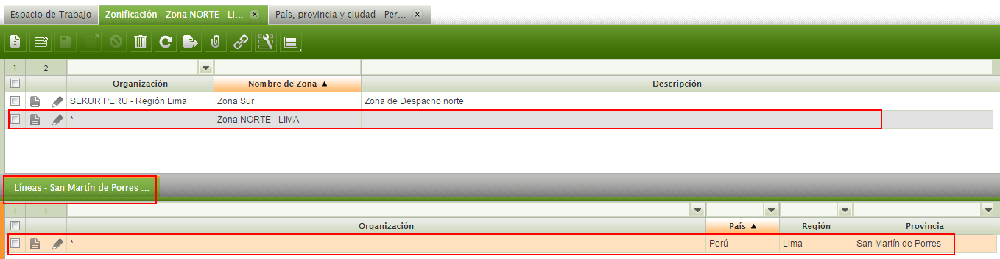 Espacio de Trabajo Zonificación - Zona NORTE - LI... x País, provincia y ciudad - Per... x
1 2
Organización Nombre de Zona Descripción
SEKUR PERU - Región Lima Zona Sur Zona de Despacho norte
* Zona NORTE - LIMA
Líneas - San Martín de Porres ...
1 1
Organización País Región Provincia
* Perú Lima San Martín de Porres